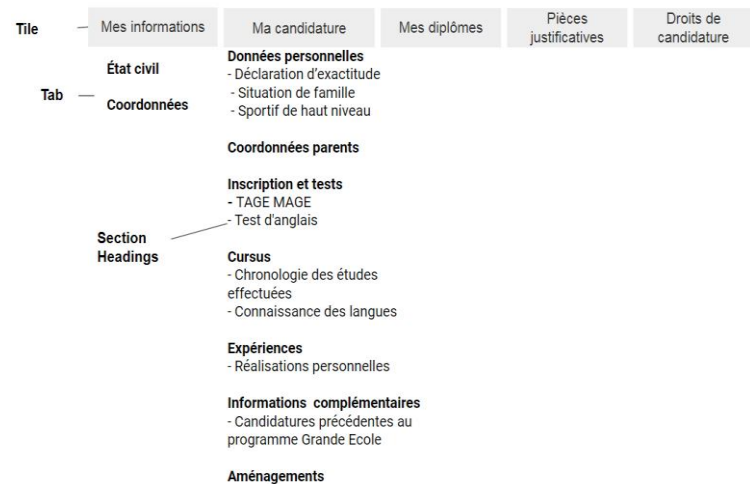 Tile
Mes informations
Ma candidature
Mes diplômes
Pièces
justificatives
Droits de
candidature
Tab
État civil
Coordonnées
Section
Headings
Données personnelles
- Déclaration d'exactitude
- Situation de famille
- Sportif de haut niveau
Coordonnées parents
Inscription et tests
- TAGE MAGE
- Test d'anglais
Cursus
- Chronologie des études
effectuées
- Connaissance des langues
Expériences
- Réalisations personnelles
Informations complémentaires
- Candidatures précédentes au
programme Grande Ecole
Aménagements